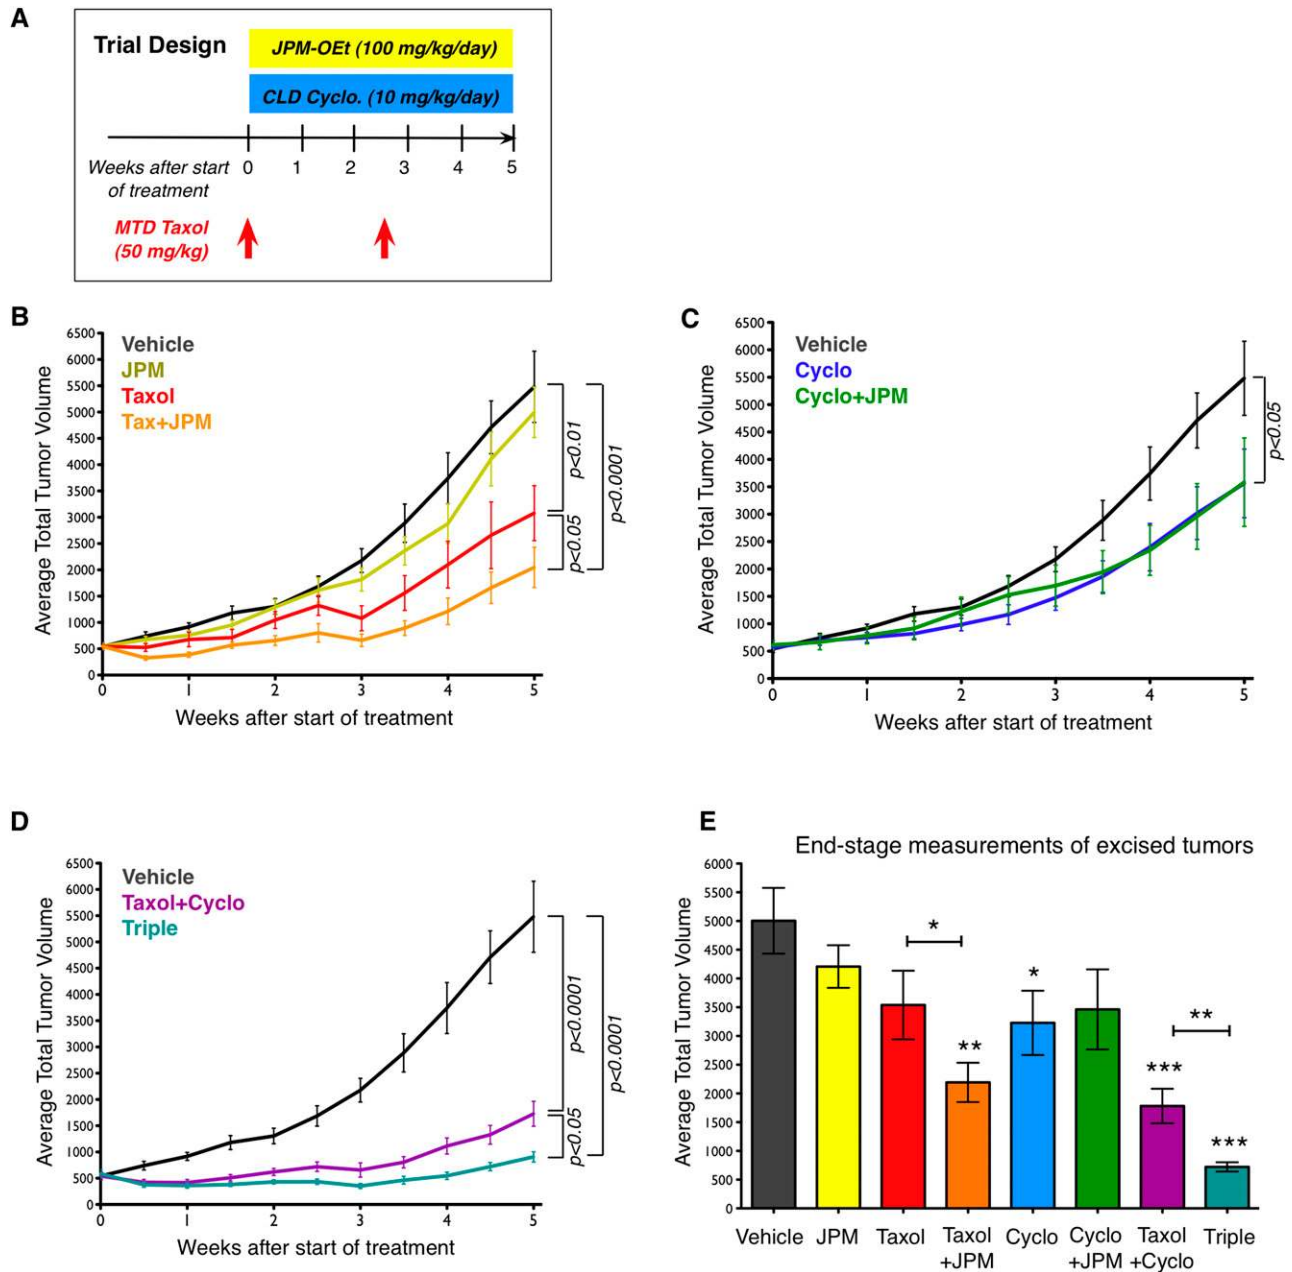 A
Trial Design
JPM-OEt (100 mg/kg/day)
CLD Cyclo. (10 mg/kg/day)
Weeks after start
of treatment
0 1 2 3 4 5
MTD Taxol
(50 mg/kg)
B
Average Total Tumor Volume
6500
6000
5500
5000
4500
4000
3500
3000
2500
2000
1500
1000
500
0
Vehicle
JPM
Taxol
Tax+JPM
p<0.01
p<0.05
p<0.0001
0 1 2 3 4 5
Weeks after start of treatment
C
Average Total Tumor Volume
6500
6000
5500
5000
4500
4000
3500
3000
2500
2000
1500
1000
500
0
Vehicle
Cyclo
Cyclo+JPM
p<0.05
0 1 2 3 4 5
Weeks after start of treatment
D
Average Total Tumor Volume
6500
6000
5500
5000
4500
4000
3500
3000
2500
2000
1500
1000
500
0
Vehicle
Taxol+Cyclo
Triple
p<0.0001
p<0.05
p<0.0001
0 1 2 3 4 5
Weeks after start of treatment
E
End-stage measurements of excised tumors
Average Total Tumor Volume
6000
5500
5000
4500
4000
3500
3000
2500
2000
1500
1000
500
0
*
**
*
**
***
***
Vehicle JPM Taxol Taxol Cyclo Cyclo Taxol Triple
+JPM +JPM +Cyclo